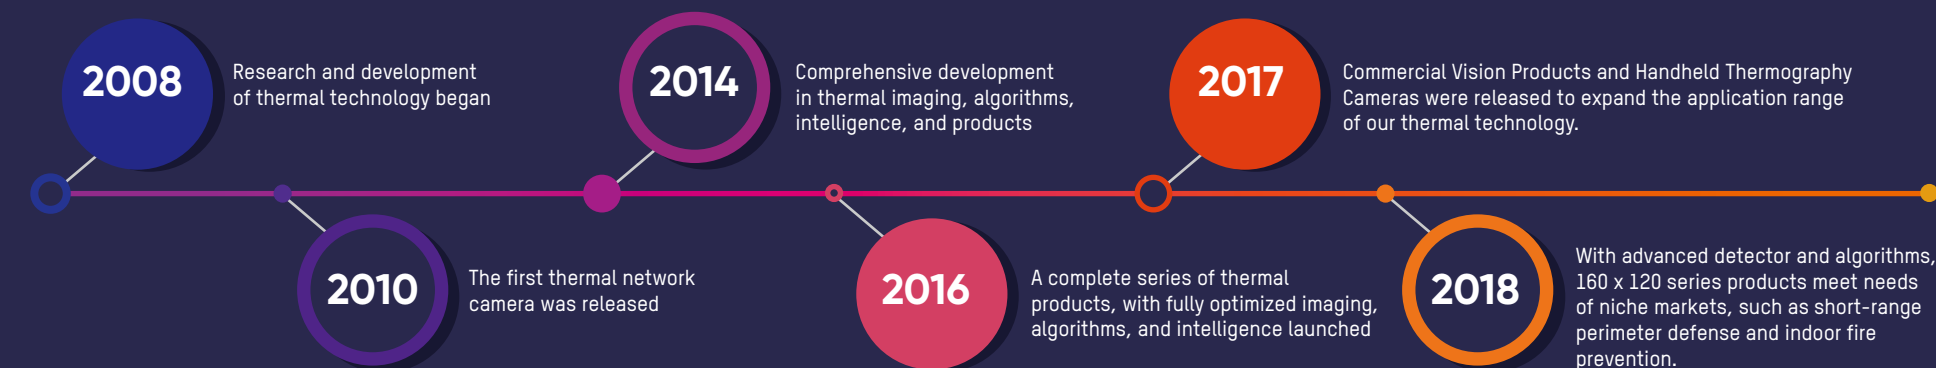 2008
Research and development
of thermal technology began
2010
The first thermal network
camera was released
2014
Comprehensive development
in thermal imaging, algorithms,
intelligence, and products
2016
A complete series of thermal
products, with fully optimized imaging,
algorithms, and intelligence launched
2017
Commercial Vision Products and Handheld Thermography
Cameras were released to expand the application range
of our thermal technology.
2018
With advanced detector and algorithms,
160 x 120 series products meet needs
of niche markets, such as short-range
perimeter defense and indoor fire
prevention.